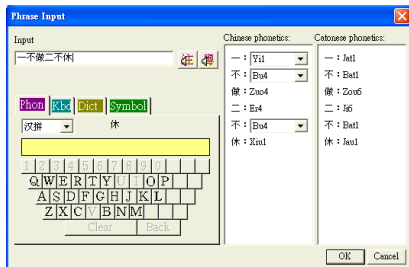 Phrase Input
Input
一不做二不休
Phon Kbd Dict Symbol
汉拼 休
1 2 3 4 5 6 7 8 9 0
Q W E R T Y U I O P
A S D F G H J K L
Z X C V B N M
Clear Back
Chinese phonetics:
一：Yi1
不：Bu4
做：Zuo4
二：Er4
不：Bu4
休：Xiu1
Catonese phonetics:
一：Jat1
不：Bat1
做：Zou6
二：Ji6
不：Bat1
休：Jau1
OK Cancel